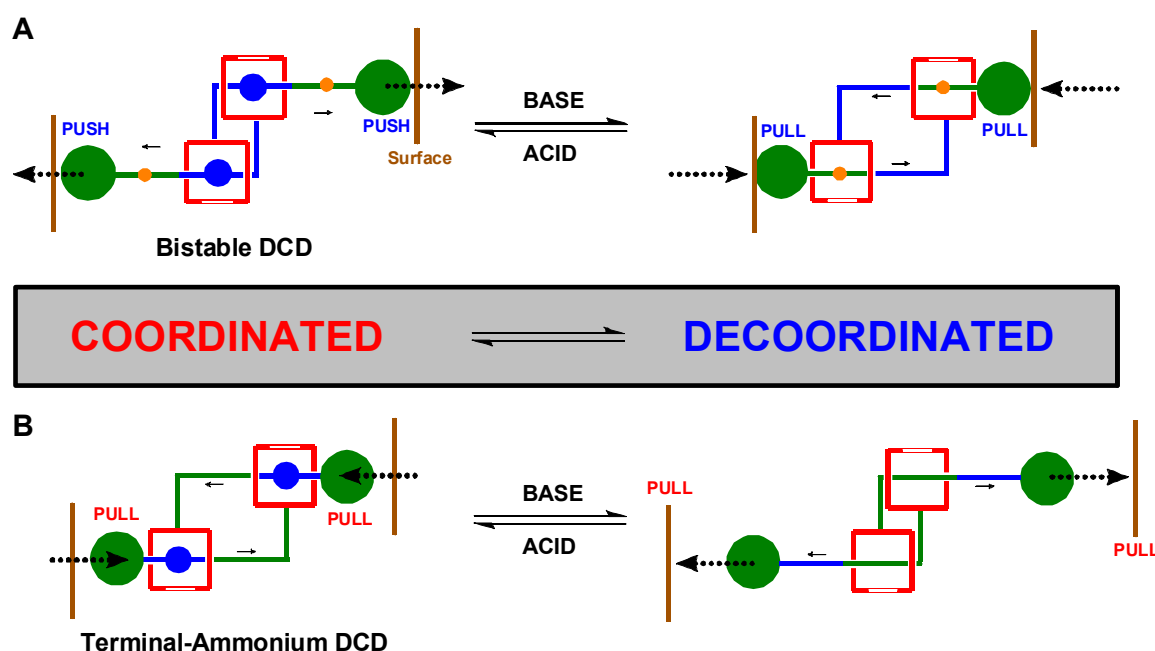 A
PUSH
PUSH
Surface
BASE
ACID
PULL
PULL
Bistable DCD
COORDINATED
DECOORDINATED
B
PULL
PULL
BASE
ACID
PULL
PULL
Terminal-Ammonium DCD